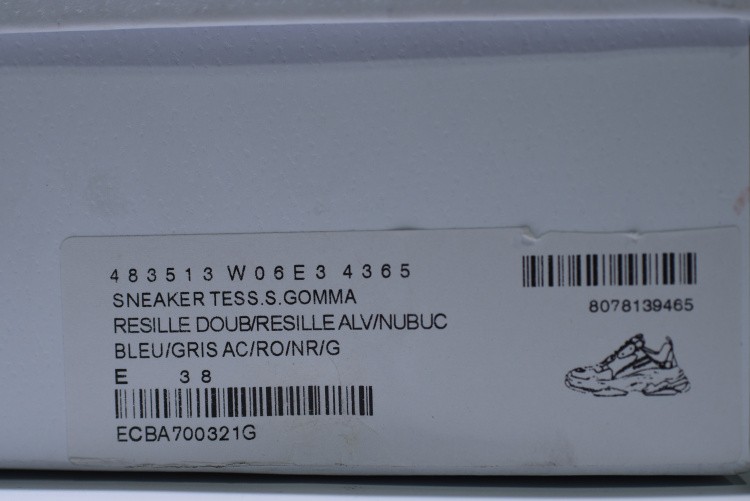 483513 W06E3 4365
SNEAKER TESS.S.GOMMA
RESILLE DOUB/RESILLE ALV/NUBUC
BLEU/GRIS AC/RO/NR/G
E 38
ECBA700321G
8078139465